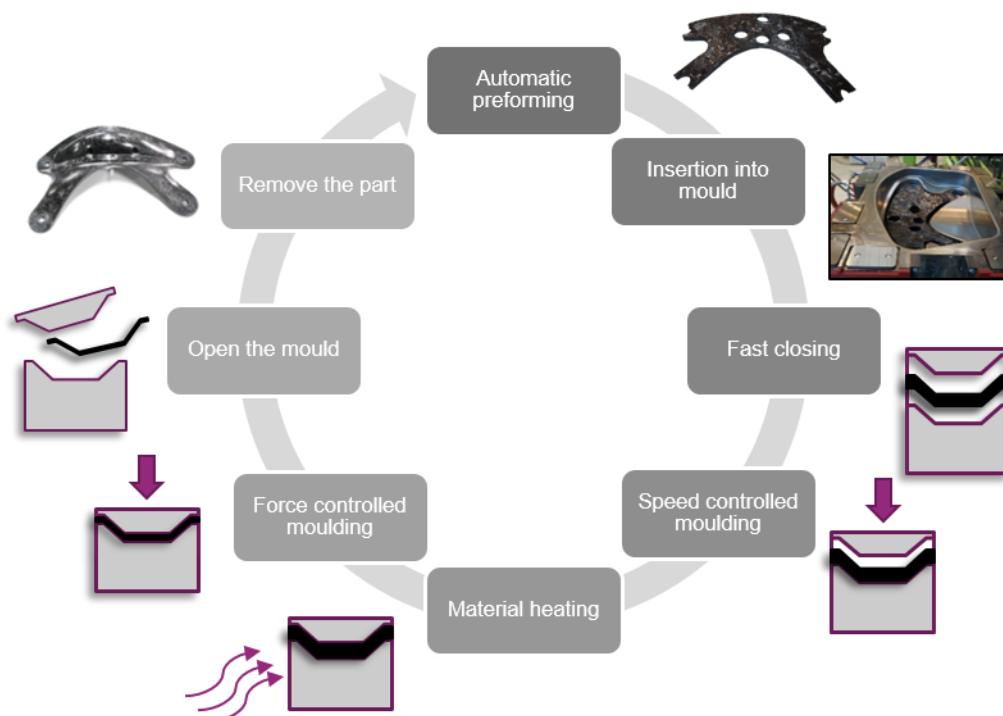 Automatic
preforming
Insertion into
mould
Fast closing
Speed controlled
moulding
Material heating
Force controlled
moulding
Open the mould
Remove the part